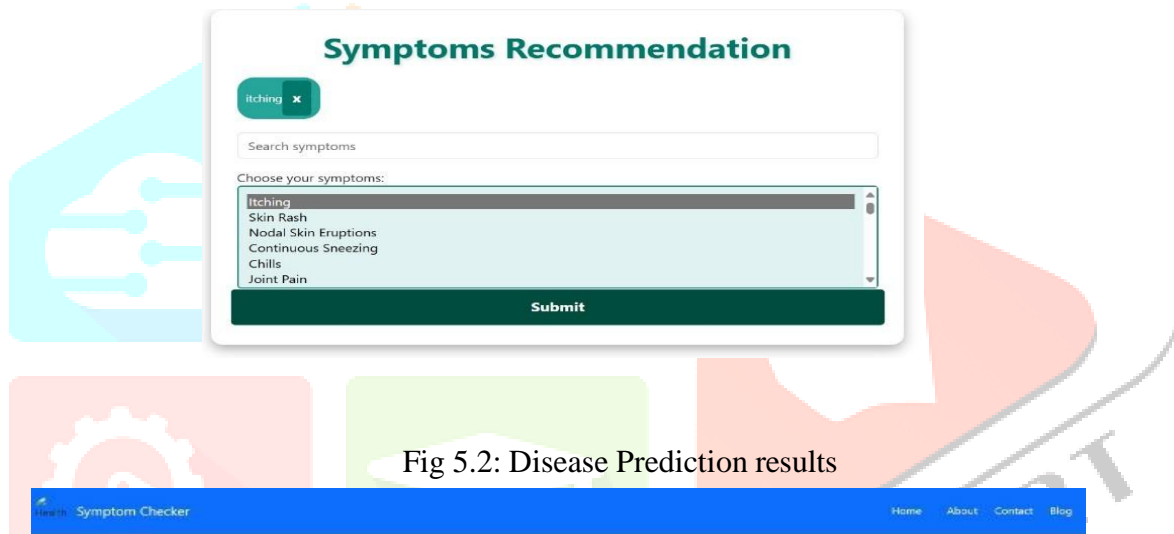 Symptoms Recommendation
itching x
Search symptoms
Choose your symptoms:
Itching
Skin Rash
Nodal Skin Eruptions
Continuous Sneezing
Chills
Joint Pain
Submit
Fig 5.2: Disease Prediction results
Health Symptom Checker Home About Contact Blog
RT